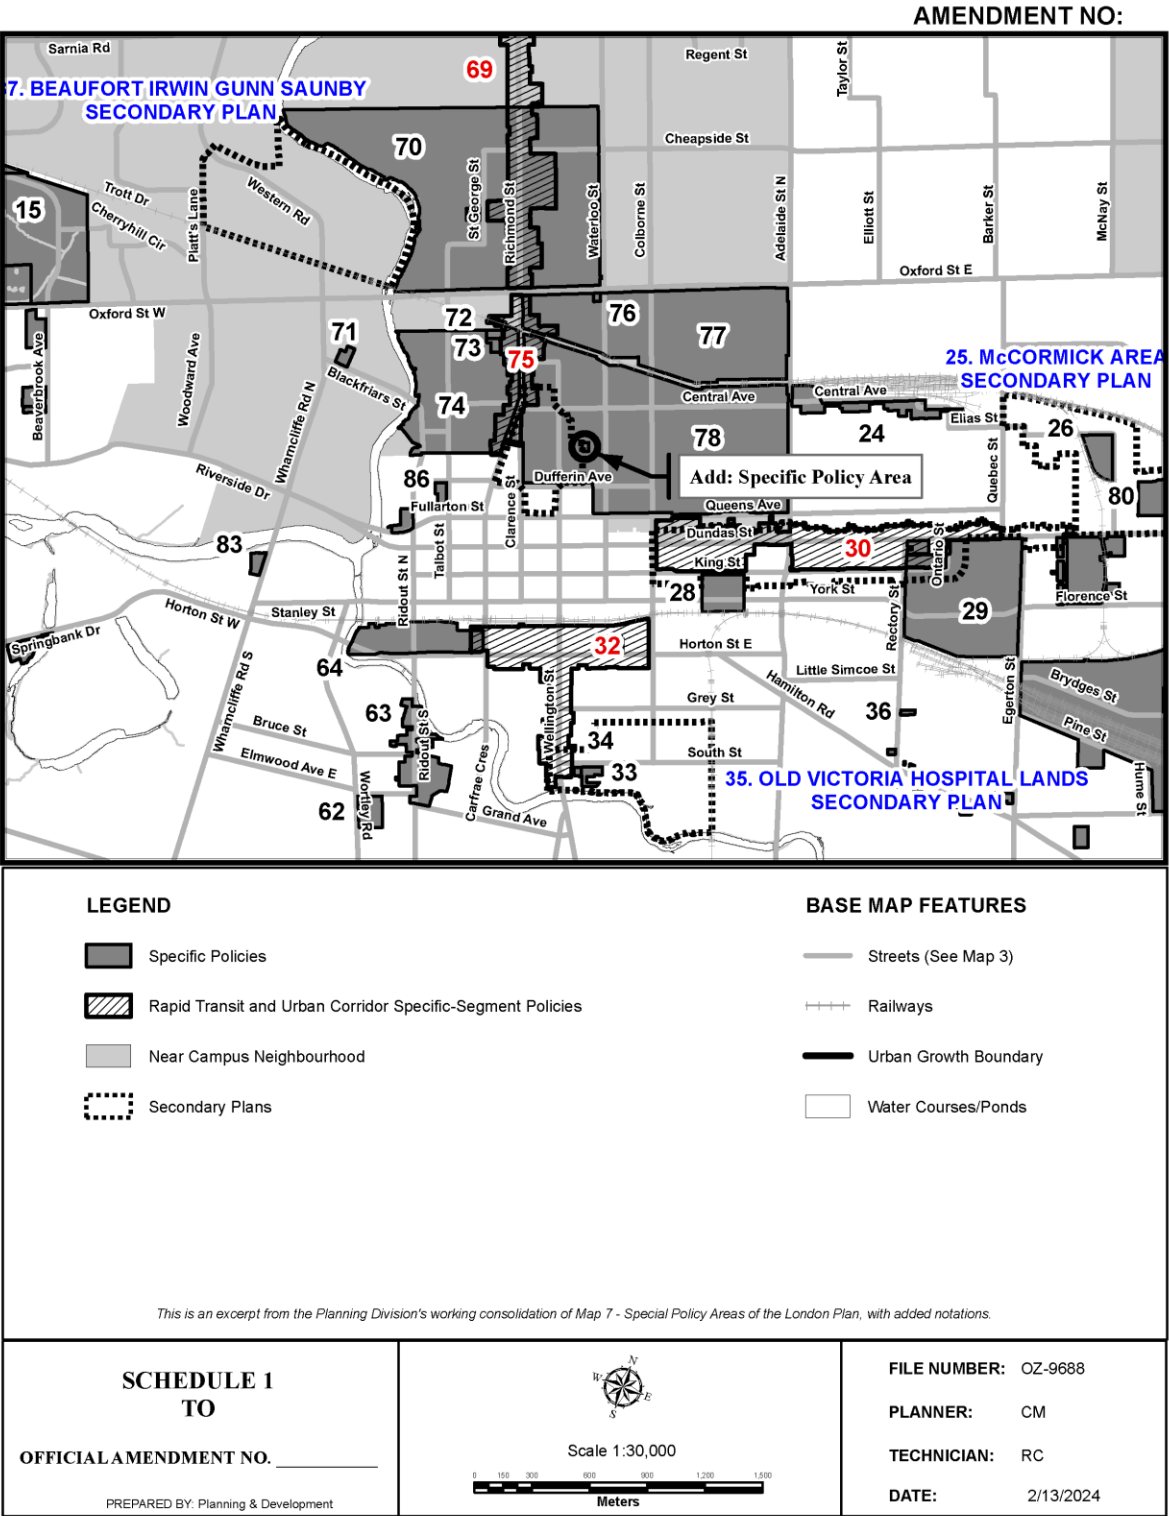 AMENDMENT NO:
Sarnia Rd
69
Regent St
Taylor St
7. BEAUFORT IRWIN GUNN SAUNBY
SECONDARY PLAN
70
Cheapside St
Trott Dr
Cherryhill Cir
Platt's Lane
Western Rd
St George St
Richmond St
Waterloo St
Colborne St
Adelaide St N
Elliott St
Barker St
McNay St
15
Oxford St E
Oxford St W
Beaverbrook Ave
Woodward Ave
71
Blackfriars St
72
73
75
76
77
74
25. McCORMICK AREA
SECONDARY PLAN
Central Ave
Central Ave
Elias St
24
26
78
Wharncliffe Rd N
Riverside Dr
86
Fullarton St
Clarence St
Dufferin Ave
Add: Specific Policy Area
Quebec St
80
Queens Ave
83
Talbot St
Ridout St N
Dundas St
King St
30
Ontario St
28
York St
29
Florence St
Horton St W
Stanley St
Springbank Dr
64
32
Horton St E
Rectory St
Little Simcoe St
Hamilton Rd
Egerton St
Brydges St
Pine St
Wharncliffe Rd S
63
Bruce St
Elmwood Ave E
Ridout St S
Wellington St
Grey St
36
34
South St
33
35. OLD VICTORIA HOSPITAL LANDS
SECONDARY PLAN
Hume St
62
Wortley Rd
Carfrae Cres
Grand Ave
LEGEND
Specific Policies
Rapid Transit and Urban Corridor Specific-Segment Policies
Near Campus Neighbourhood
Secondary Plans
BASE MAP FEATURES
Streets (See Map 3)
Railways
Urban Growth Boundary
Water Courses/Ponds
This is an excerpt from the Planning Division's working consolidation of Map 7 - Special Policy Areas of the London Plan, with added notations.
SCHEDULE 1
TO
OFFICIAL AMENDMENT NO. ___________
PREPARED BY: Planning & Development
N
W
E
S
Scale 1:30,000
0 150 300 600 900 1,200 1,500
Meters
FILE NUMBER: OZ-9688
PLANNER: CM
TECHNICIAN: RC
DATE: 2/13/2024